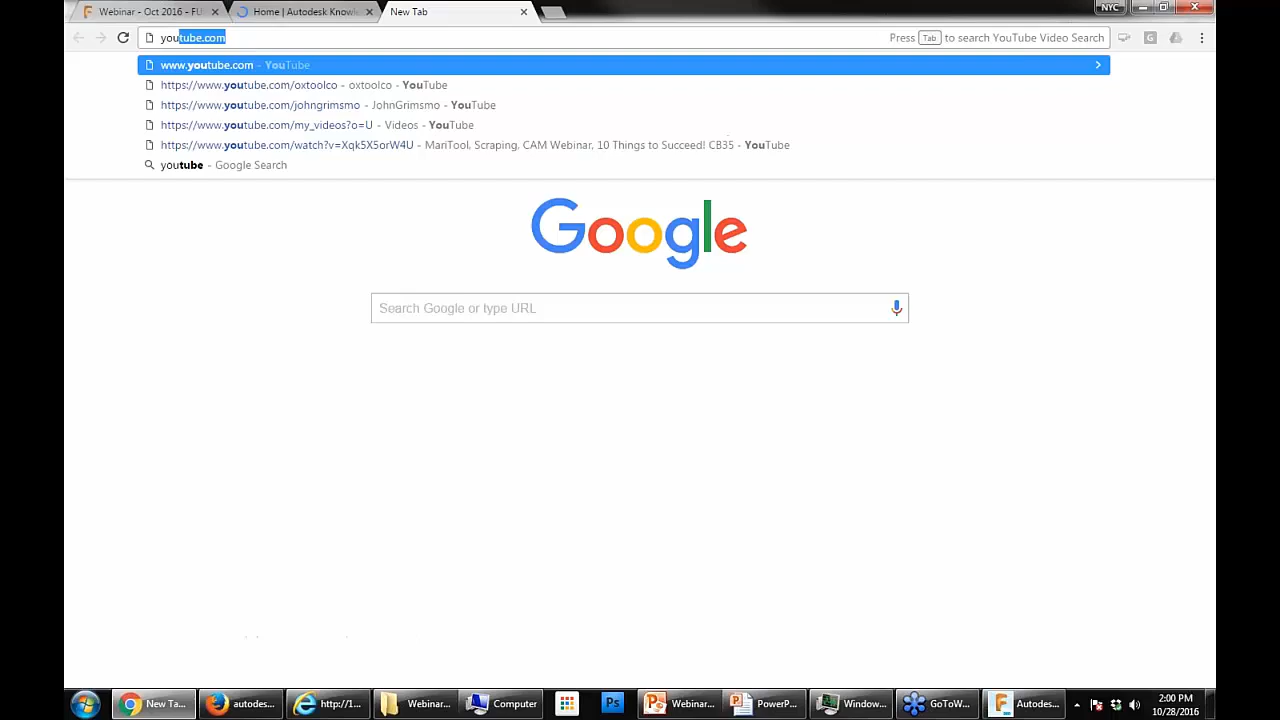 Webinar - Oct 2016 - FU
Home | Autodesk Knowl
New Tab
NYC
youtube.com
Press Tab to search YouTube Video Search
www.youtube.com - YouTube
https://www.youtube.com/oxtoolco - oxtoolco - YouTube
https://www.youtube.com/johngrimsmo - JohnGrimsmo - YouTube
https://www.youtube.com/my_videos?o=U - Videos - YouTube
https://www.youtube.com/watch?v=Xqk5X5orW4U - MariTool, Scraping, CAM Webinar, 10 Things to Succeed! CB35 - YouTube
youtube - Google Search
Google
Search Google or type URL
New Ta...
autodes...
http://1...
Webinar...
Computer
Ps
Webinar...
PowerP...
Window...
GoToW...
Autodes...
2:00 PM
10/28/2016